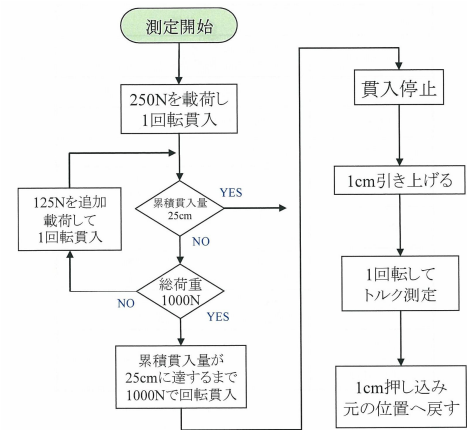 測定開始
250Nを載荷し
1回転貫入
125Nを追加
載荷して
1回転貫入
累積貫入量
25cm
YES
NO
総荷重
1000N
NO
YES
累積貫入量が
25cmに達するまで
1000Nで回転貫入
貫入停止
1cm引き上げる
1回転して
トルク測定
1cm押し込み
元の位置へ戻す